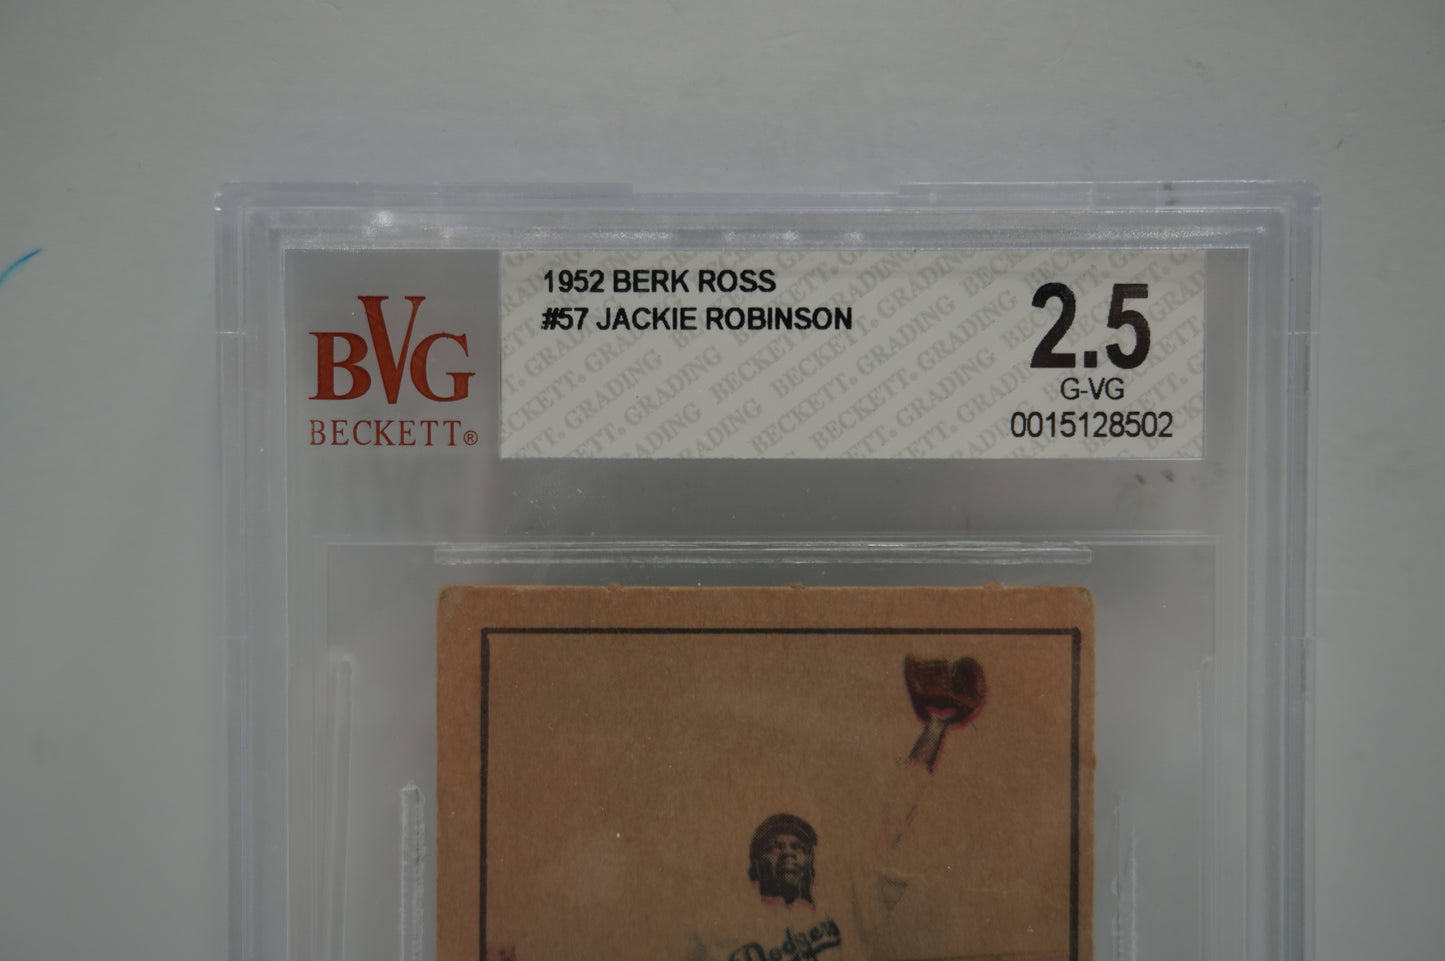 BVG
BECKETT®
1952 BERK ROSS
#57 JACKIE ROBINSON
2.5
G-VG
0015128502
Dodgers